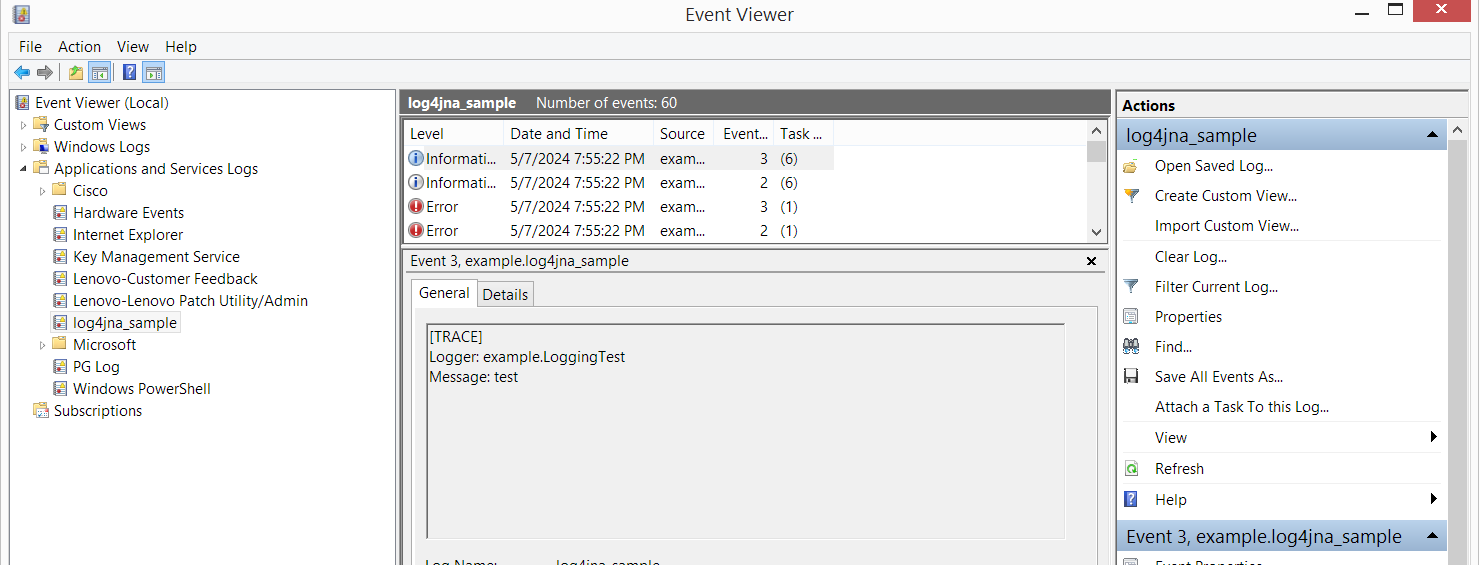 Event Viewer
File Action View Help
Event Viewer (Local)
Custom Views
Windows Logs
Applications and Services Logs
Cisco
Hardware Events
Internet Explorer
Key Management Service
Lenovo-Customer Feedback
Lenovo-Lenovo Patch Utility/Admin
log4jna_sample
Microsoft
PG Log
Windows PowerShell
Subscriptions
log4jna_sample Number of events: 60
Level Date and Time Source Event... Task ...
Informati... 5/7/2024 7:55:22 PM exam... 3 (6)
Informati... 5/7/2024 7:55:22 PM exam... 2 (6)
Error 5/7/2024 7:55:22 PM exam... 3 (1)
Error 5/7/2024 7:55:22 PM exam... 2 (1)
Event 3, example.log4jna_sample
General Details
[TRACE]
Logger: example.LoggingTest
Message: test
Log Name: log4jna_sample
Actions
log4jna_sample
Open Saved Log...
Create Custom View...
Import Custom View...
Clear Log...
Filter Current Log...
Properties
Find...
Save All Events As...
Attach a Task To this Log...
View
Refresh
Help
Event 3, example.log4jna_sample
Event Properties